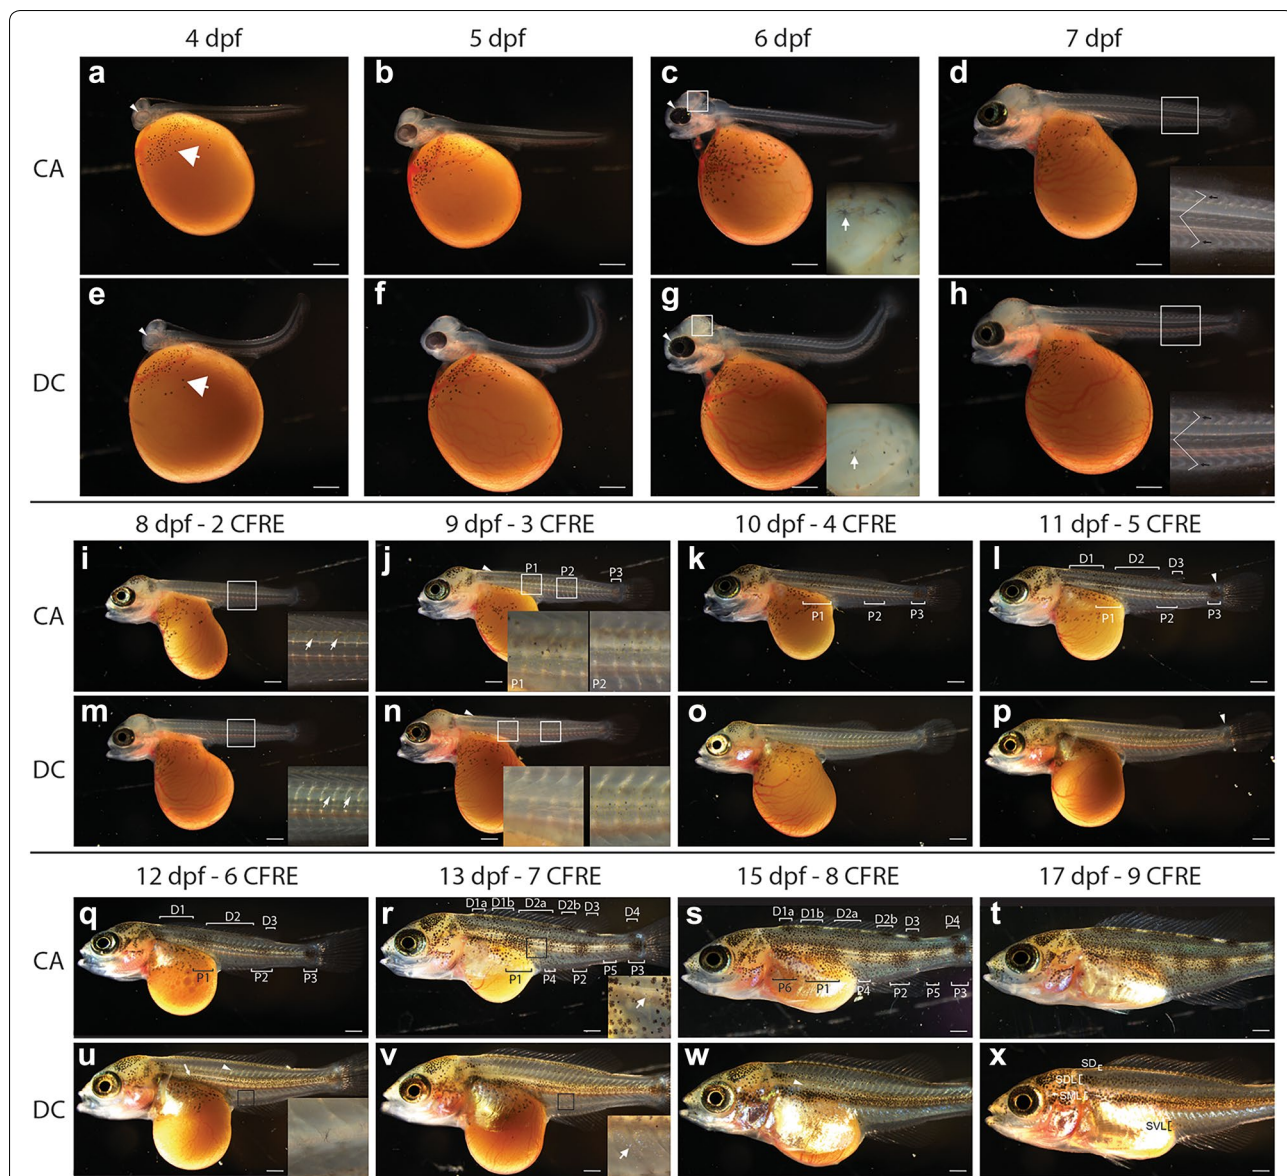 4 dpf 5 dpf 6 dpf 7 dpf
CA a b c d
DC e f g h
8 dpf - 2 CFRE 9 dpf - 3 CFRE 10 dpf - 4 CFRE 11 dpf - 5 CFRE
i j k l
P1 P2 P3
D1 D2 D3
CA
P1 P2 P3
P1 P2 P3
P1 P2
DC m n o p
12 dpf - 6 CFRE 13 dpf - 7 CFRE 15 dpf - 8 CFRE 17 dpf - 9 CFRE
q r s t
D1 D2 D3
D1a D1b D2a D2b D3 D4
D1a D1b D2a D2b D3 D4
CA
P1 P2 P3
P1 P4 P2 P5 P3
P6 P1 P4 P2 P5 P3
DC u v w x
SD
SDL
SML
SVL